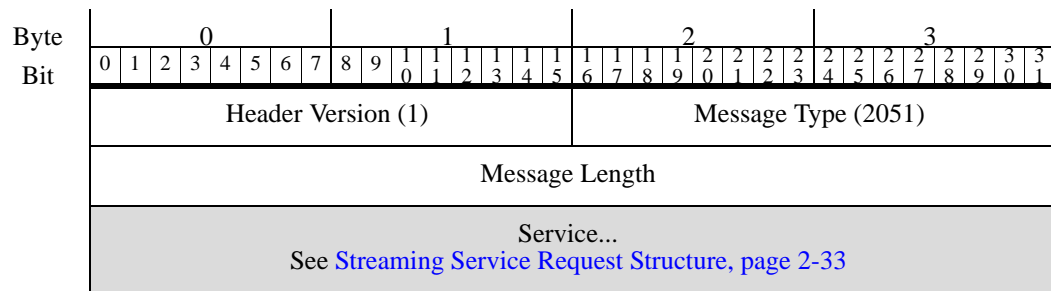 Byte 0 1 2 3
Bit 0 1 2 3 4 5 6 7 8 9 10 11 12 13 14 15 16 17 18 19 20 21 22 23 24 25 26 27 28 29 30 31
Header Version (1) Message Type (2051)
Message Length
Service...
See Streaming Service Request Structure, page 2-33